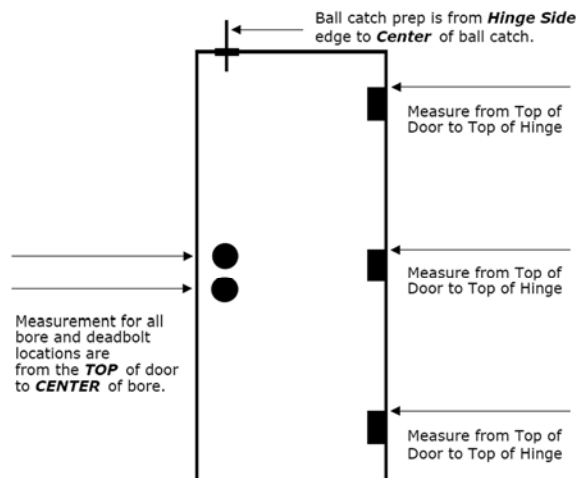 Ball catch prep is from Hinge Side
edge to Center of ball catch.
Measure from Top of
Door to Top of Hinge
Measure from Top of
Door to Top of Hinge
Measurement for all
bore and deadbolt
locations are
from the TOP of door
to CENTER of bore.
Measure from Top of
Door to Top of Hinge